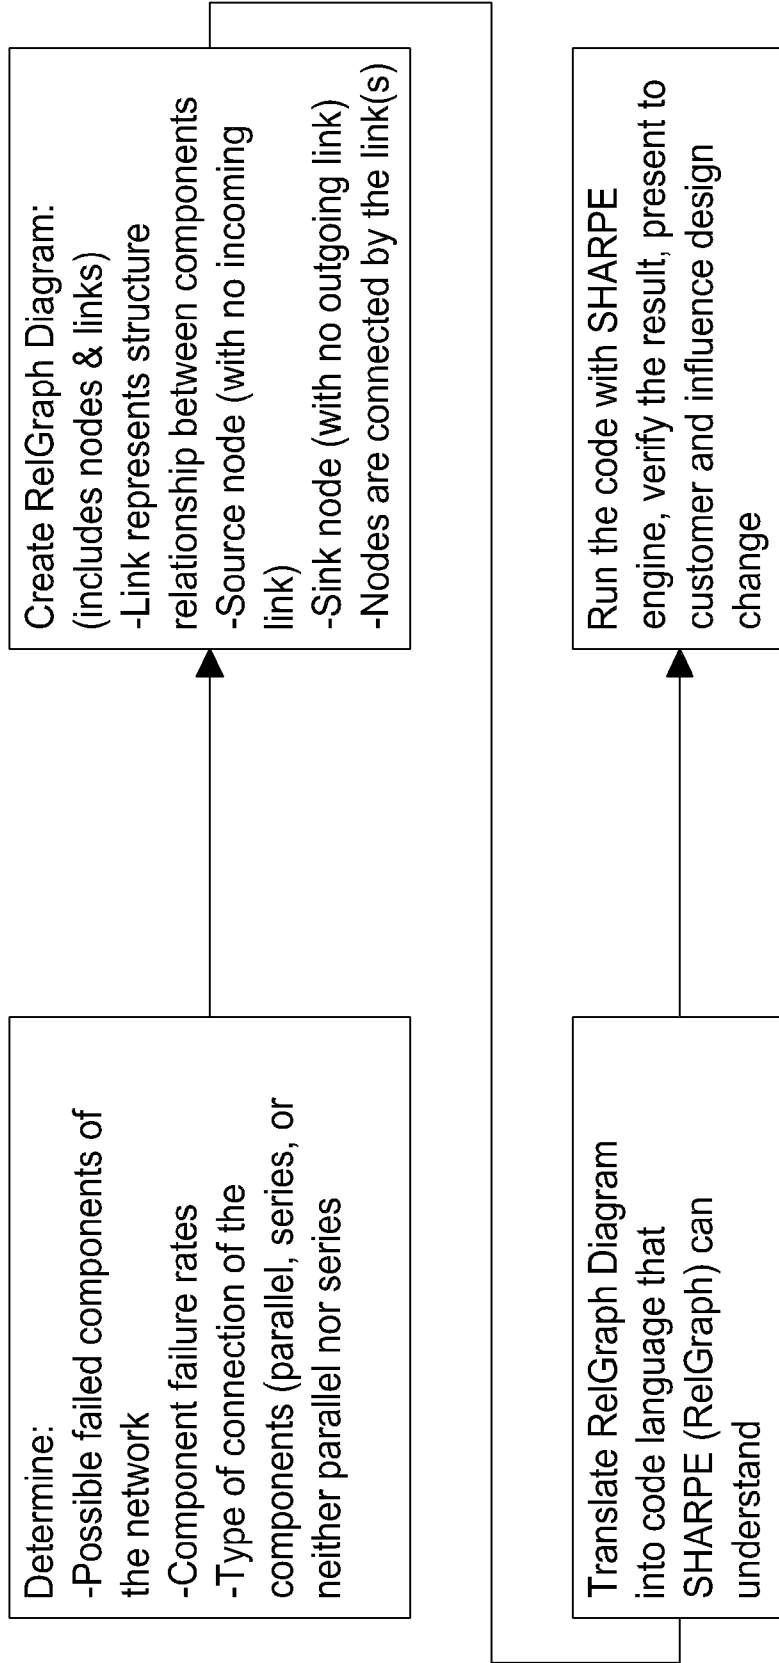 Determine:
-Possible failed components of
the network
-Component failure rates
-Type of connection of the
components (parallel, series, or
neither parallel nor series
Create RelGraph Diagram:
(includes nodes & links)
-Link represents structure
relationship between components
-Source node (with no incoming
link)
-Sink node (with no outgoing link)
-Nodes are connected by the link(s)
Translate RelGraph Diagram
into code language that
SHARPE (RelGraph) can
understand
Run the code with SHARPE
engine, verify the result, present to
customer and influence design
change